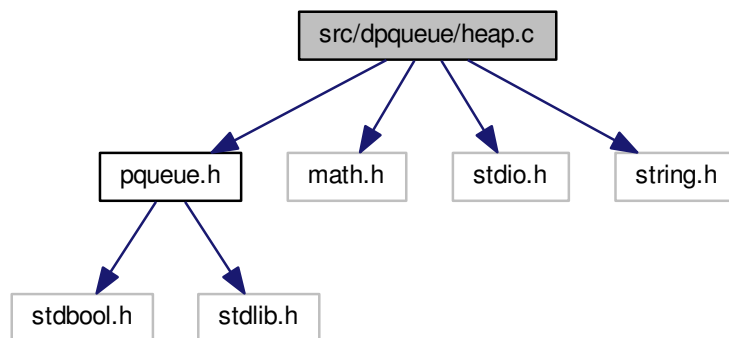 src/dpqueue/heap.c
pqueue.h
math.h
stdio.h
string.h
stdbool.h
stdlib.h